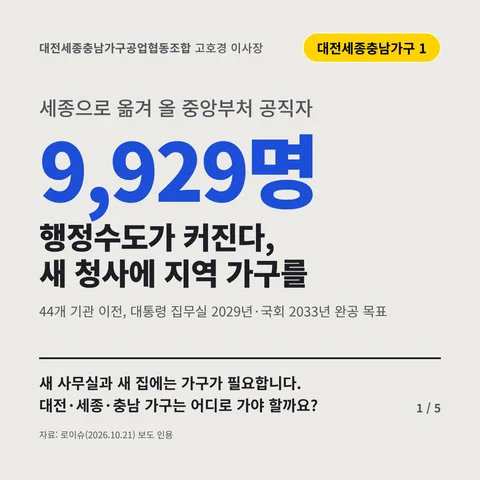 대전세종충남가구공업협동조합 고호경 이사장
대전세종충남가구 1
세종으로 옮겨 올 중앙부처 공직자
9,929명
행정수도가 커진다,
새 청사에 지역 가구를
44개 기관 이전, 대통령 집무실 2029년·국회 2033년 완공 목표
새 사무실과 새 집에는 가구가 필요합니다.
대전·세종·충남 가구는 어디로 가야 할까요?
1 / 5
자료: 로이슈(2026.10.21) 보도 인용